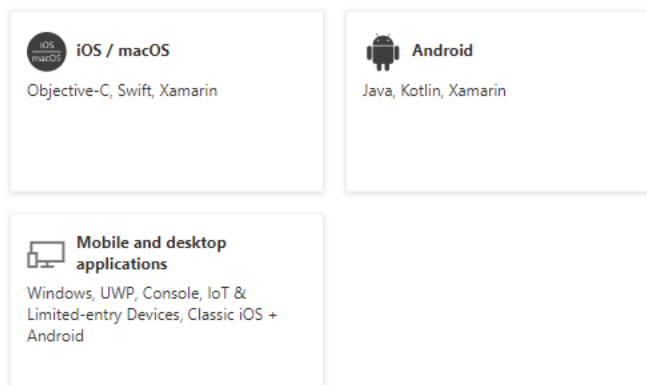 iOS
macOS
iOS / macOS
Objective-C, Swift, Xamarin
Android
Java, Kotlin, Xamarin
Mobile and desktop
applications
Windows, UWP, Console, IoT &
Limited-entry Devices, Classic iOS +
Android